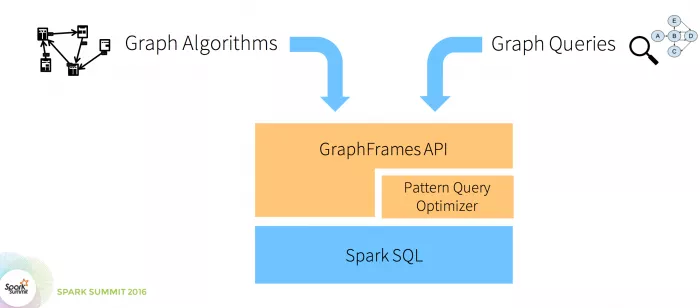 Graph Algorithms
Graph Queries
E
A B D
C
GraphFrames API
Pattern Query
Optimizer
Spark SQL
Spark
Summit
SPARK SUMMIT 2016